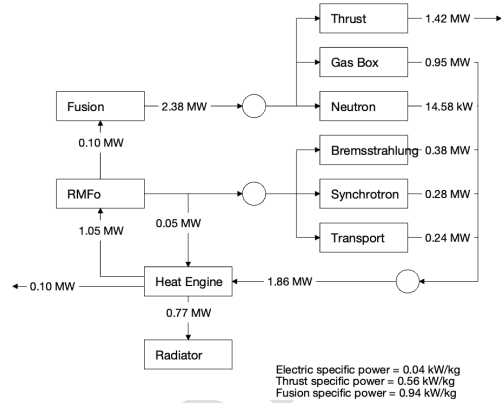 Thrust 1.42 MW
Gas Box 0.95 MW
Fusion 2.38 MW Neutron 14.58 kW
0.10 MW
Bremsstrahlung 0.38 MW
RMFo Synchrotron 0.28 MW
0.05 MW
1.05 MW Transport 0.24 MW
0.10 MW Heat Engine 1.86 MW
0.77 MW
Radiator
Electric specific power = 0.04 kW/kg
Thrust specific power = 0.56 kW/kg
Fusion specific power = 0.94 kW/kg